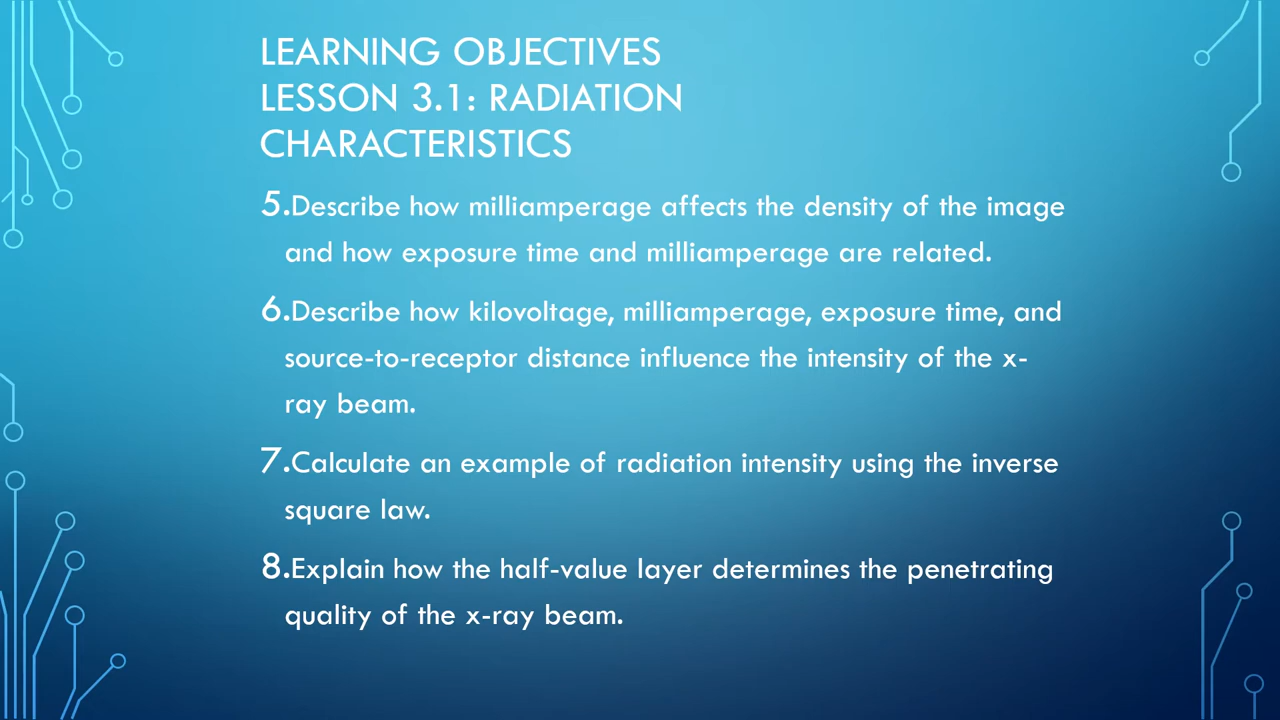 LEARNING OBJECTIVES
LESSON 3.1: RADIATION
CHARACTERISTICS
5.Describe how milliamperage affects the density of the image
and how exposure time and milliamperage are related.
6.Describe how kilovoltage, milliamperage, exposure time, and
source-to-receptor distance influence the intensity of the x-
ray beam.
7.Calculate an example of radiation intensity using the inverse
square law.
8.Explain how the half-value layer determines the penetrating
quality of the x-ray beam.